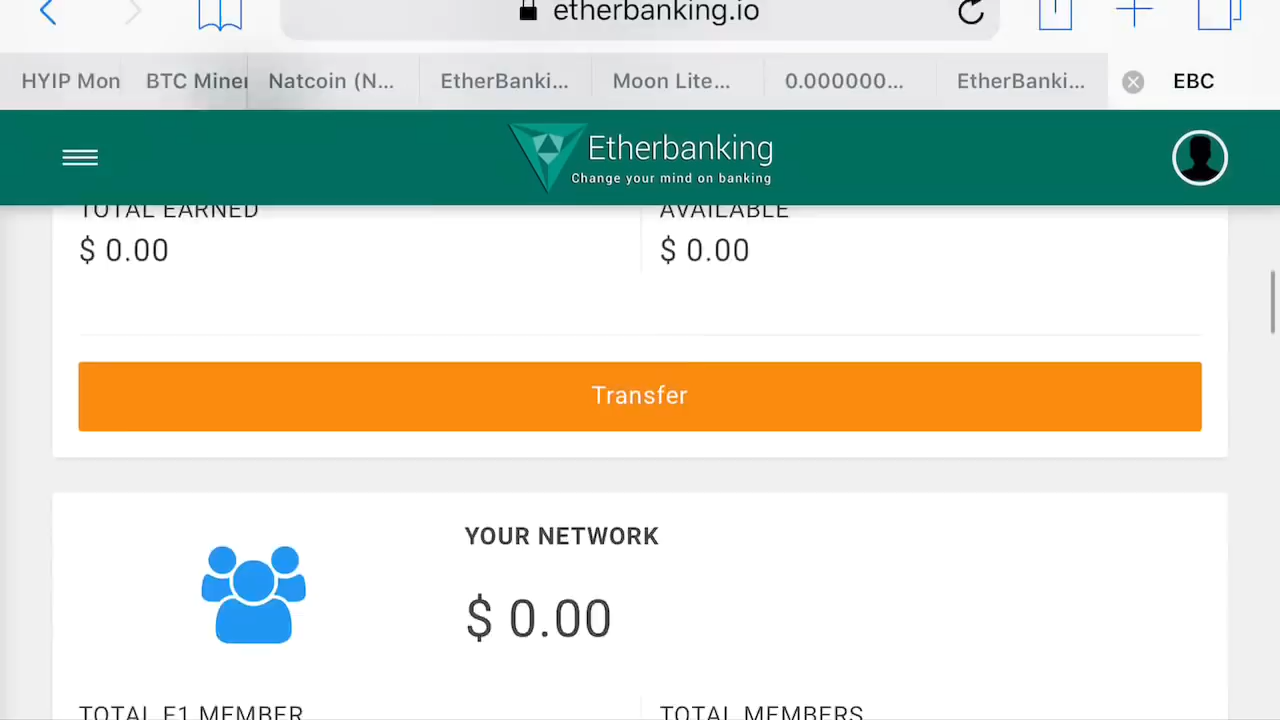 etherbanking.io
HYIP Mon
BTC Miner
Natcoin (N...
EtherBanki...
Moon Lite...
0.000000...
EtherBanki...
EBC
Etherbanking
Change your mind on banking
TOTAL EARNED
AVAILABLE
$ 0.00
$ 0.00
Transfer
YOUR NETWORK
$ 0.00
TOTAL F1 MEMBER
TOTAL MEMBERS